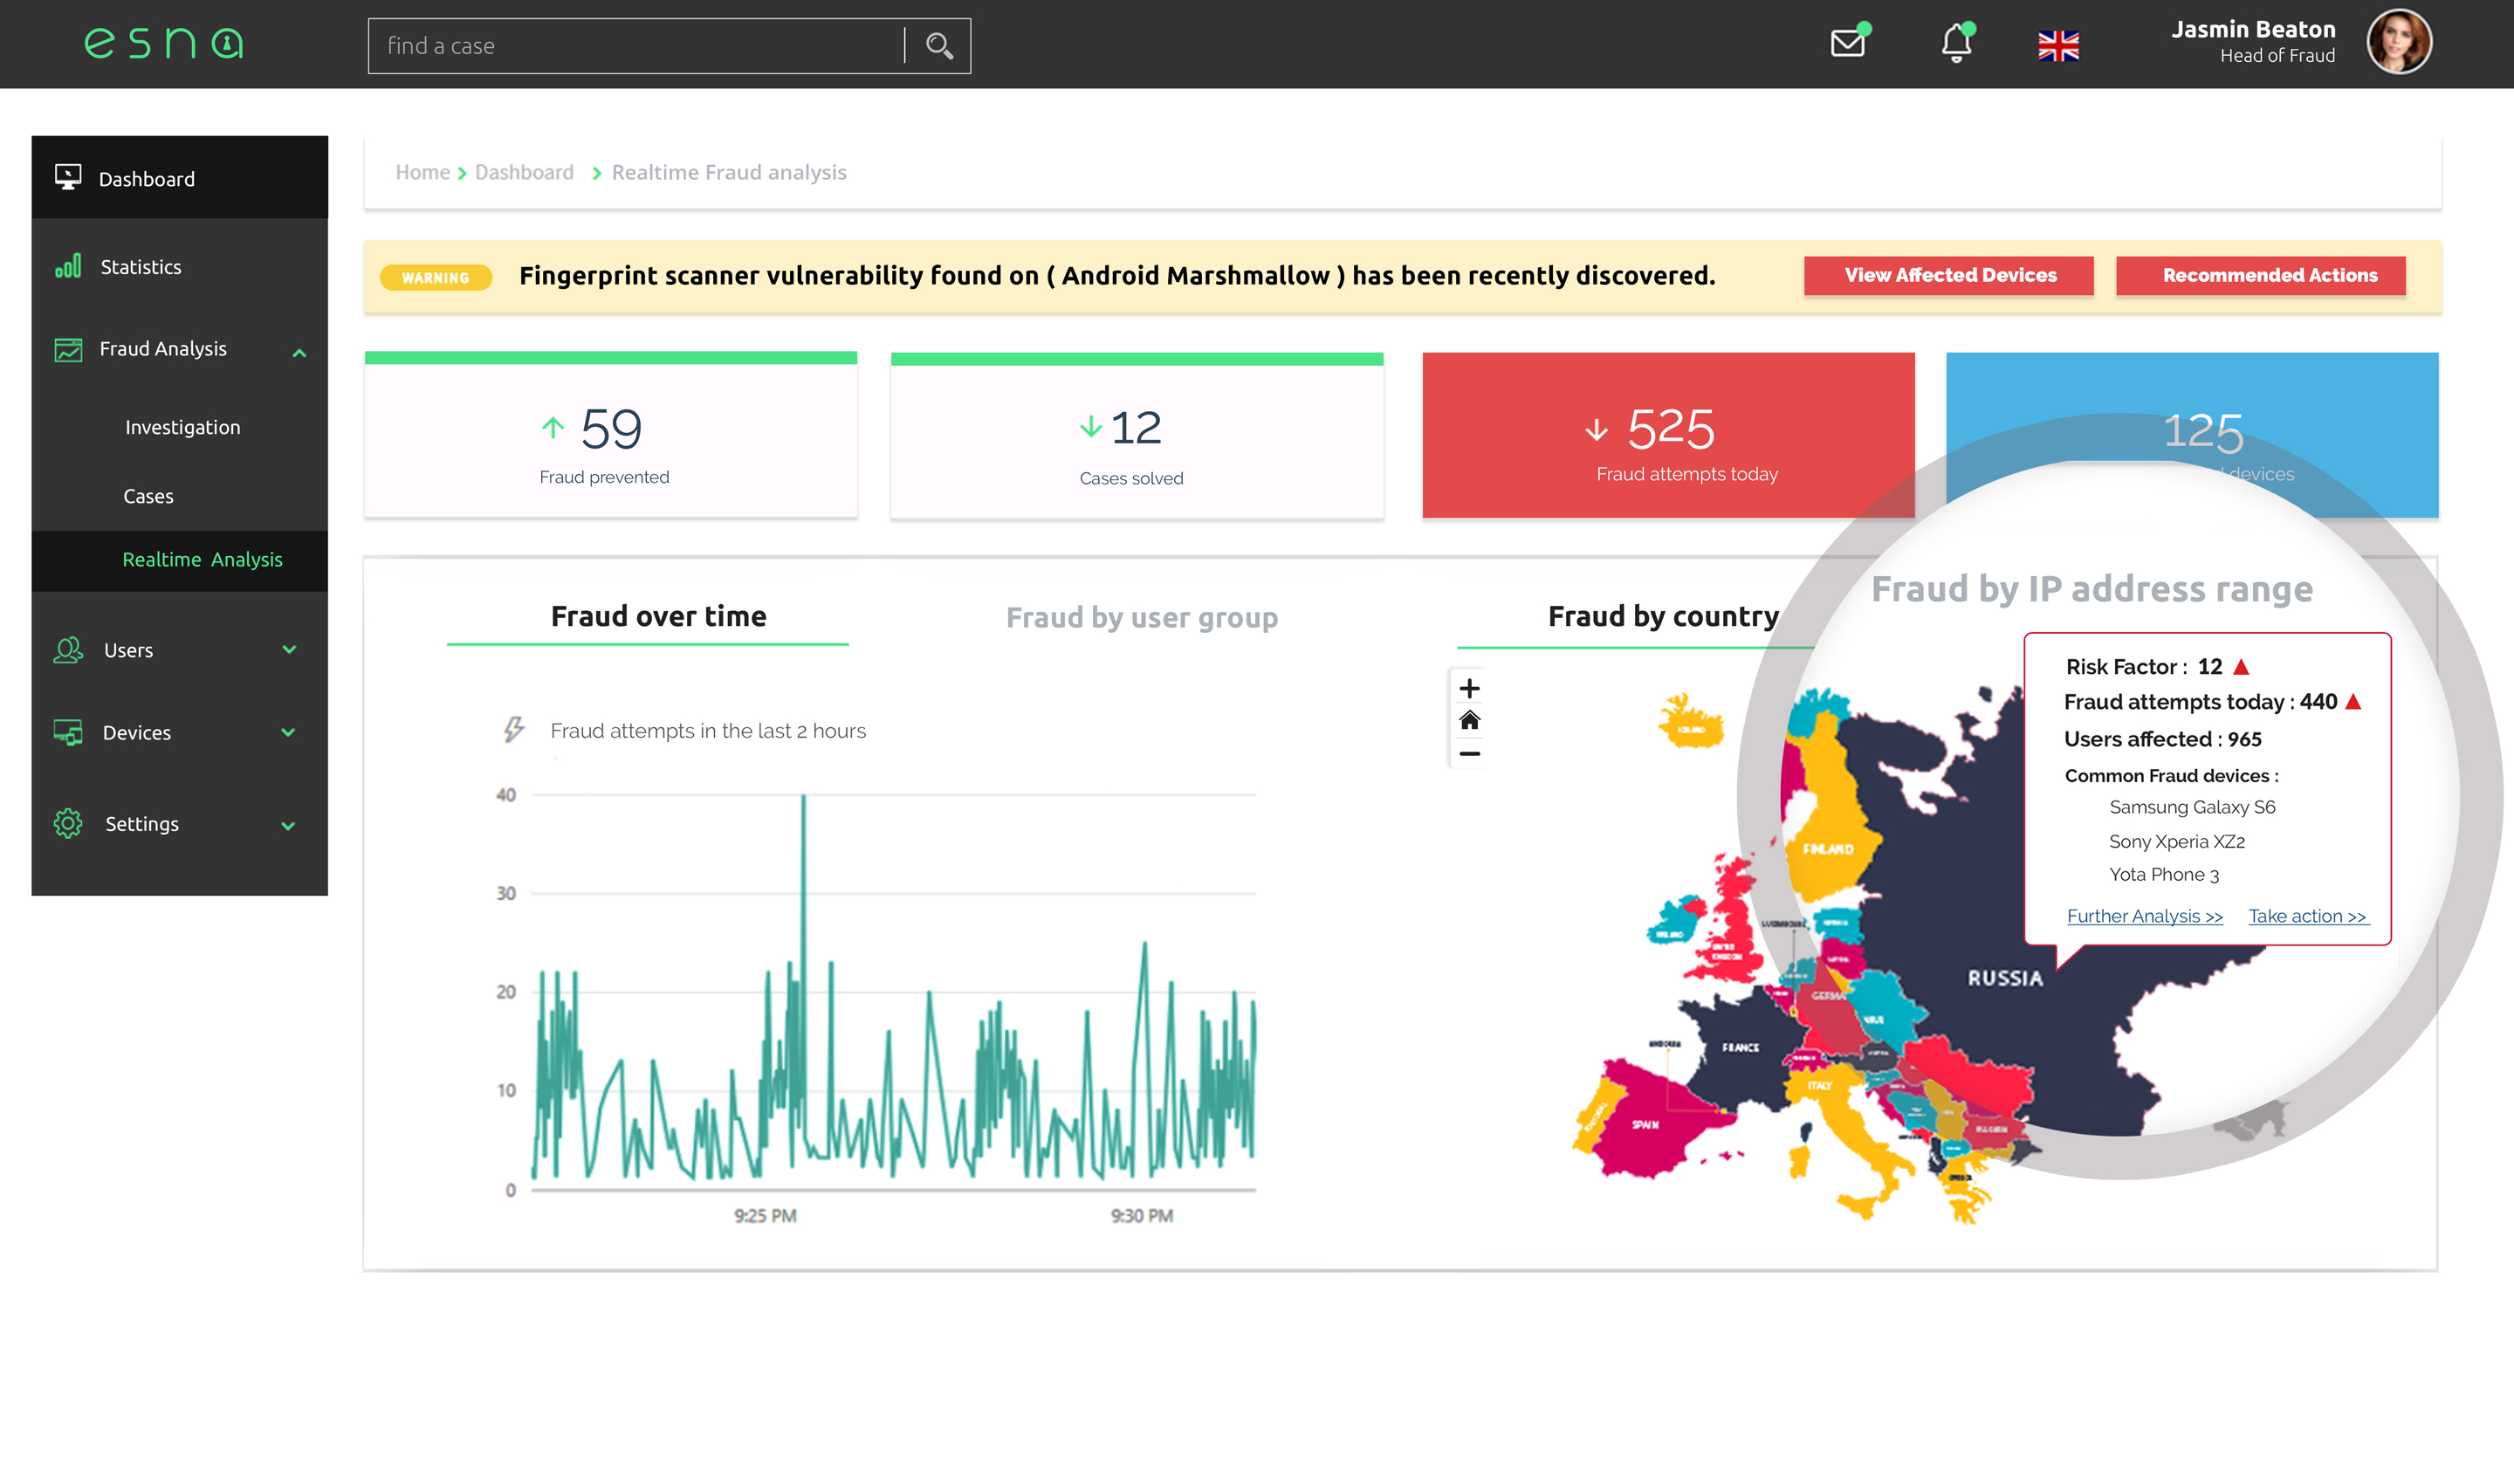 esna
find a case
Jasmin Beaton
Head of Fraud
Dashboard
Statistics
Fraud Analysis
Investigation
Cases
Realtime Analysis
Users
Devices
Settings
Home > Dashboard > Realtime Fraud analysis
WARNING Fingerprint scanner vulnerability found on ( Android Marshmallow ) has been recently discovered. View Affected Devices Recommended Actions
59
Fraud prevented
12
Cases solved
525
Fraud attempts today
125
devices
Fraud over time
Fraud by user group
Fraud by country
Fraud by IP address range
Fraud attempts in the last 2 hours
40
30
20
10
0
9:25 PM 9:30 PM
+
−
Risk Factor : 12
Fraud attempts today : 440
Users affected : 965
Common Fraud devices :
Samsung Galaxy S6
Sony Xperia XZ2
Yota Phone 3
Further Analysis >> Take action >>
ICELAND
FINLAND
IRELAND
UNITED
KINGDOM
RUSSIA
FRANCE
ANDORRA
ITALY
SPAIN